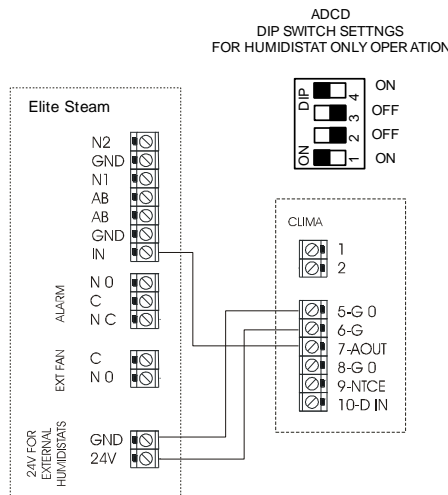 ADCD
DIP SWITCH SETTNGS
FOR HUMIDISTAT ONLY OPERATION
DIP
ON
4
3
2
1
ON
OFF
OFF
ON
Elite Steam
N2
GND
N1
AB
AB
GND
IN
ALARM
N 0
C
N C
EXT FAN
C
N 0
24V FOR
EXTERNAL
HUMIDISTATS
GND
24V
CLIMA
1
2
5-G 0
6-G
7-AOUT
8-G 0
9-NTCE
10-D IN